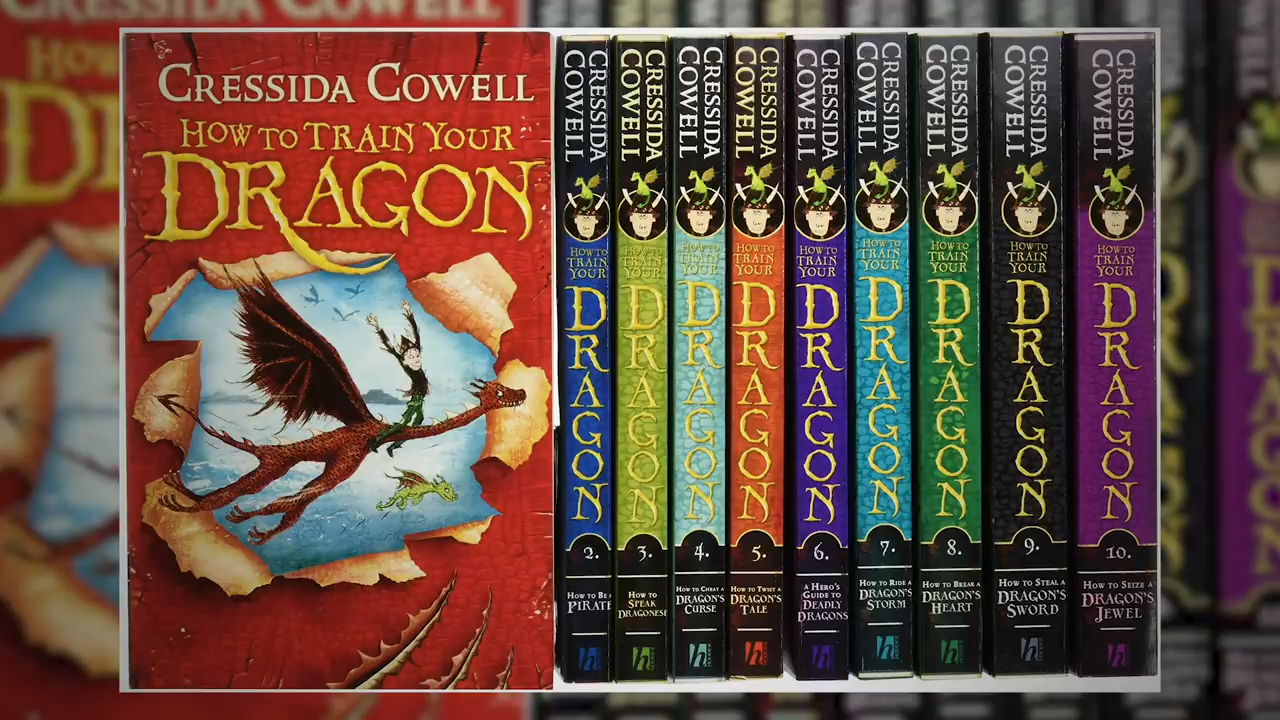 CRESSIDA COWELL
HOW TO TRAIN YOUR
DRAGON
CRESSIDA
COWELL
HOW TO
TRAIN
YOUR
DRAGON
2.
HOW TO BE A
PIRATE
h
CRESSIDA
COWELL
HOW TO
TRAIN
YOUR
DRAGON
3.
HOW TO
SPEAK
DRAGONESE
h
CRESSIDA
COWELL
HOW TO
TRAIN
YOUR
DRAGON
4.
HOW TO CHEAT A
DRAGON'S
CURSE
h
CRESSIDA
COWELL
HOW TO
TRAIN
YOUR
DRAGON
5.
HOW TO TWIST A
DRAGON'S
TALE
h
CRESSIDA
COWELL
HOW TO
TRAIN
YOUR
DRAGON
6.
A HERO'S
GUIDE TO
DEADLY
DRAGONS
h
CRESSIDA
COWELL
HOW TO
TRAIN
YOUR
DRAGON
7.
HOW TO RIDE A
DRAGON'S
STORM
h
CRESSIDA
COWELL
HOW TO
TRAIN
YOUR
DRAGON
8.
HOW TO BREAK A
DRAGON'S
HEART
h
CRESSIDA
COWELL
HOW TO
TRAIN
YOUR
DRAGON
9.
HOW TO STEAL A
DRAGON'S
SWORD
h
CRESSIDA
COWELL
HOW TO
TRAIN
YOUR
DRAGON
10.
HOW TO SEIZE A
DRAGON'S
JEWEL
h